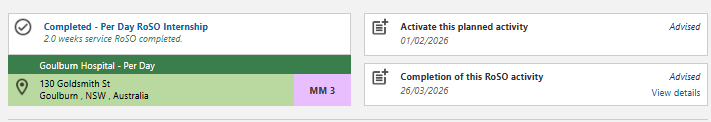 Completed - Per Day RoSO Internship
2.0 weeks service RoSO completed.
Goulburn Hospital - Per Day
130 Goldsmith St
Goulburn , NSW , Australia
MM 3
Activate this planned activity
Advised
01/02/2026
Completion of this RoSO activity
Advised
26/03/2026
View details